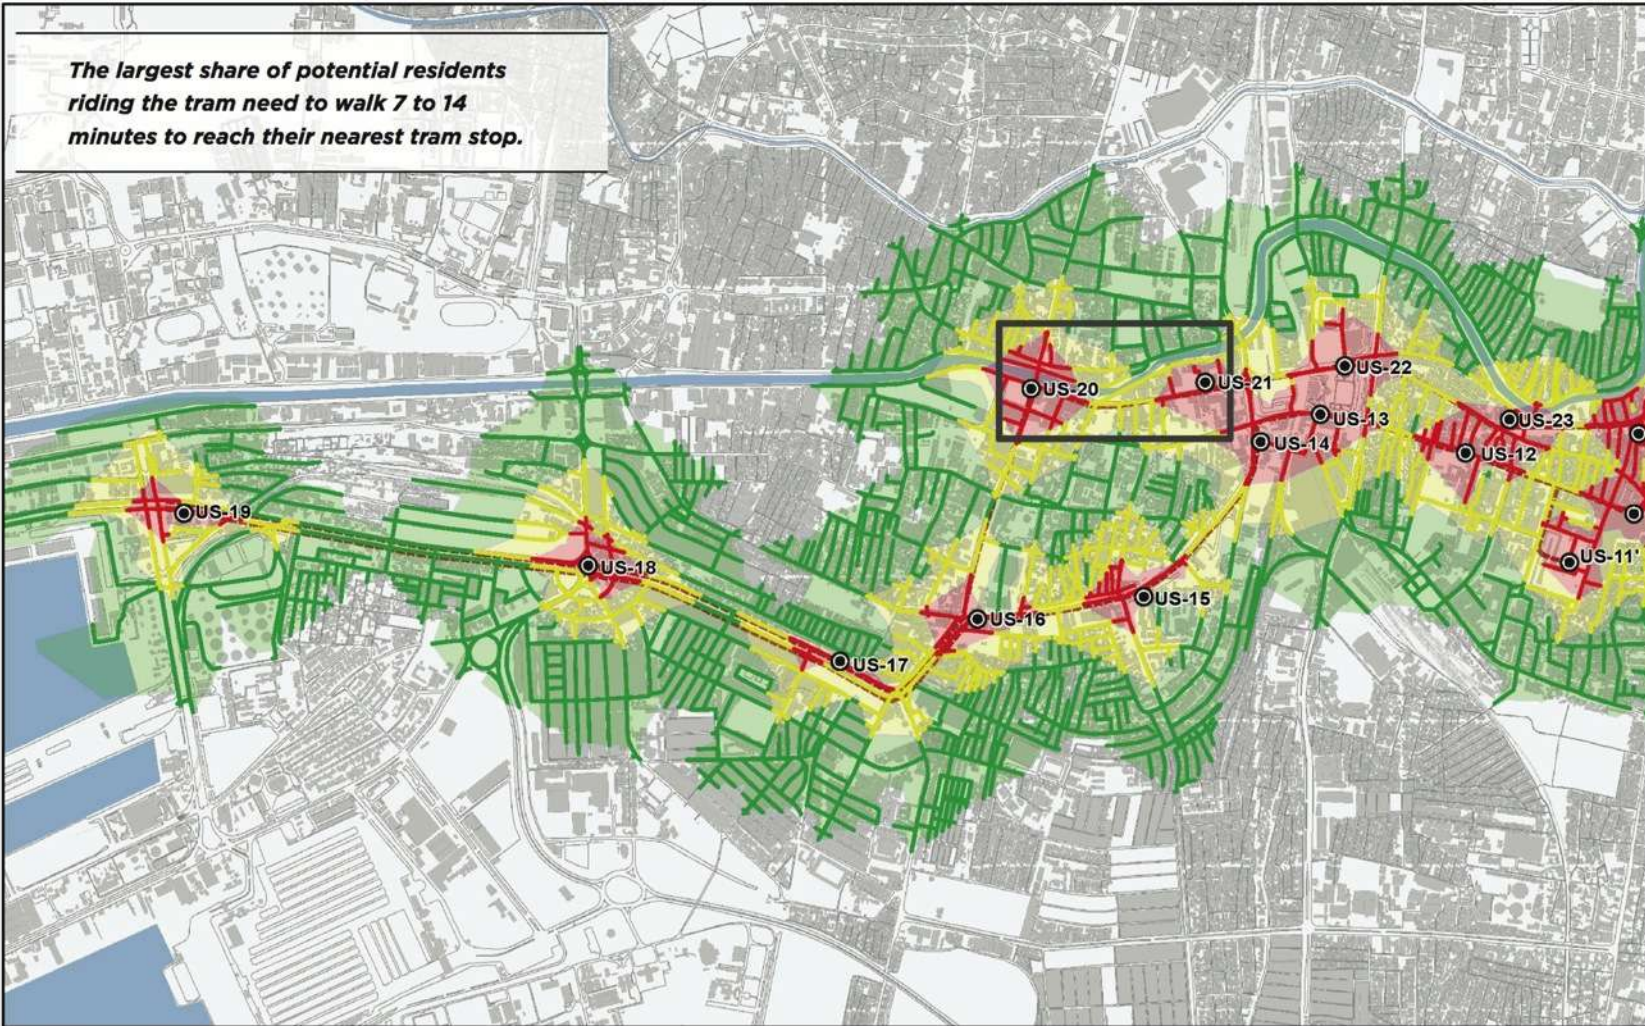 The largest share of potential residents
riding the tram need to walk 7 to 14
minutes to reach their nearest tram stop.
US-20
US-21
US-22
US-13
US-14
US-23
US-12
US-19
US-18
US-11'
US-15
US-16
US-17